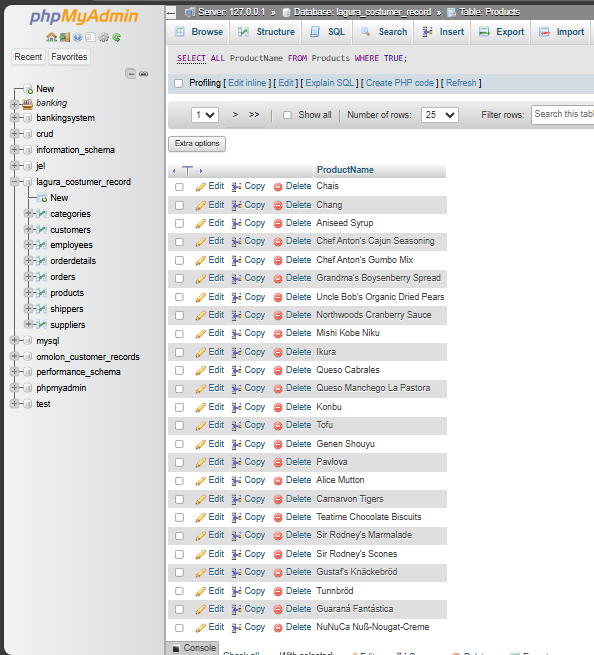 phpMyAdmin
Recent Favorites
New
banking
bankingsystem
crud
information_schema
jel
lagura_costumer_record
New
categories
customers
employees
orderdetails
orders
products
shippers
suppliers
mysql
omolon_customer_records
performance_schema
phpmyadmin
test
Server: 127.0.0.1 » Database: lagura_costumer_record » Table: Products
Browse Structure SQL Search Insert Export Import
SELECT ALL ProductName FROM Products WHERE TRUE;
Profiling [ Edit inline ] [ Edit ] [ Explain SQL ] [ Create PHP code ] [ Refresh ]
1 > >> Show all Number of rows: 25 Filter rows: Search this tabl
Extra options
ProductName
Edit Copy Delete Chais
Edit Copy Delete Chang
Edit Copy Delete Aniseed Syrup
Edit Copy Delete Chef Anton's Cajun Seasoning
Edit Copy Delete Chef Anton's Gumbo Mix
Edit Copy Delete Grandma's Boysenberry Spread
Edit Copy Delete Uncle Bob's Organic Dried Pears
Edit Copy Delete Northwoods Cranberry Sauce
Edit Copy Delete Mishi Kobe Niku
Edit Copy Delete Ikura
Edit Copy Delete Queso Cabrales
Edit Copy Delete Queso Manchego La Pastora
Edit Copy Delete Konbu
Edit Copy Delete Tofu
Edit Copy Delete Genen Shouyu
Edit Copy Delete Pavlova
Edit Copy Delete Alice Mutton
Edit Copy Delete Carnarvon Tigers
Edit Copy Delete Teatime Chocolate Biscuits
Edit Copy Delete Sir Rodney's Marmalade
Edit Copy Delete Sir Rodney's Scones
Edit Copy Delete Gustaf's Knäckebröd
Edit Copy Delete Tunnbröd
Edit Copy Delete Guaraná Fantástica
Edit Copy Delete NuNuCa Nuß-Nougat-Creme
Console